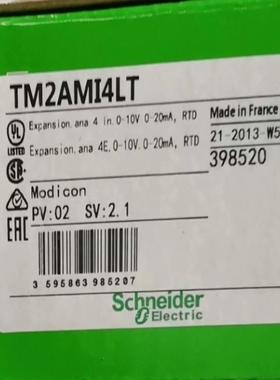 TM2AMI4LT
UL
Expansion. ana 4 in. 0-10V 0-20mA, RTD
Expansion. ana. 4E. 0-10V. 0-20mA, RTD
Made in France
21-2013-W5
398520
Modicon
PV:02 SV:2.1
EAC
3 595863 985207
Schneider
Electric